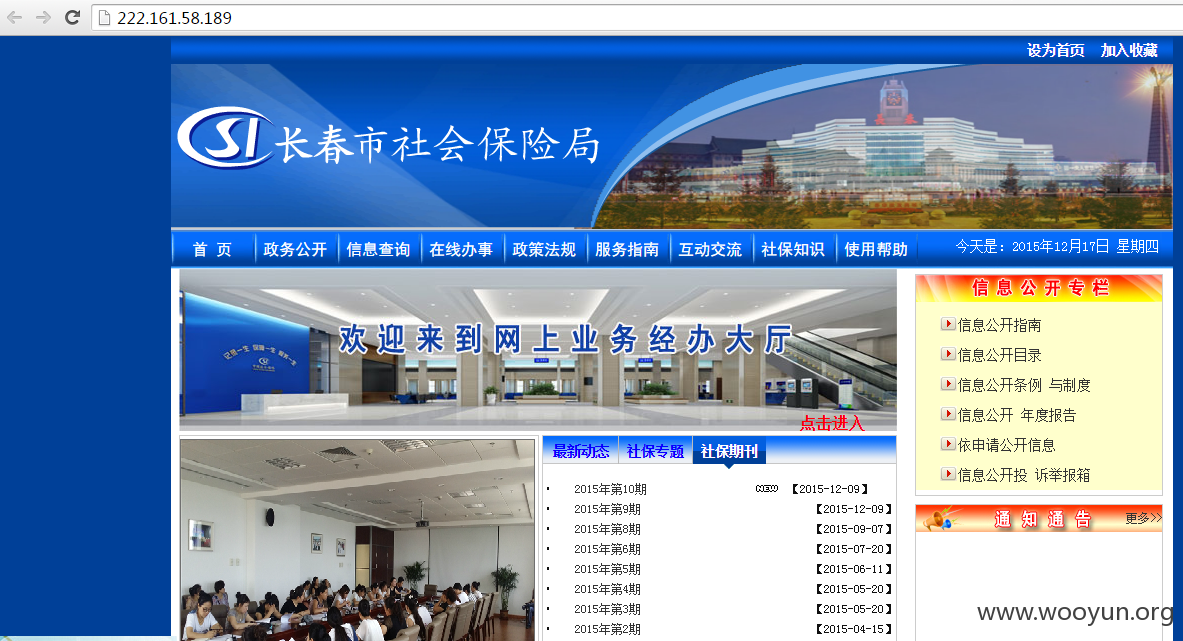 222.161.58.189
设为首页 加入收藏
CSI 长春市社会保险局
首 页 政务公开 信息查询 在线办事 政策法规 服务指南 互动交流 社保知识 使用帮助 今天是：2015年12月17日 星期四
欢迎来到网上业务经办大厅
记录一生 保障一生 服务一生
点击进入
信息公开专栏
信息公开指南
信息公开目录
信息公开条例 与制度
信息公开 年度报告
依申请公开信息
信息公开投 诉举报箱
最新动态 社保专题 社保期刊
2015年第10期 NEW 【2015-12-09】
2015年第9期 【2015-12-09】
2015年第8期 【2015-09-07】
2015年第6期 【2015-07-20】
2015年第5期 【2015-06-11】
2015年第4期 【2015-05-20】
2015年第3期 【2015-05-20】
2015年第2期 【2015-04-15】
通知通告 更多>>
www.wooyun.org